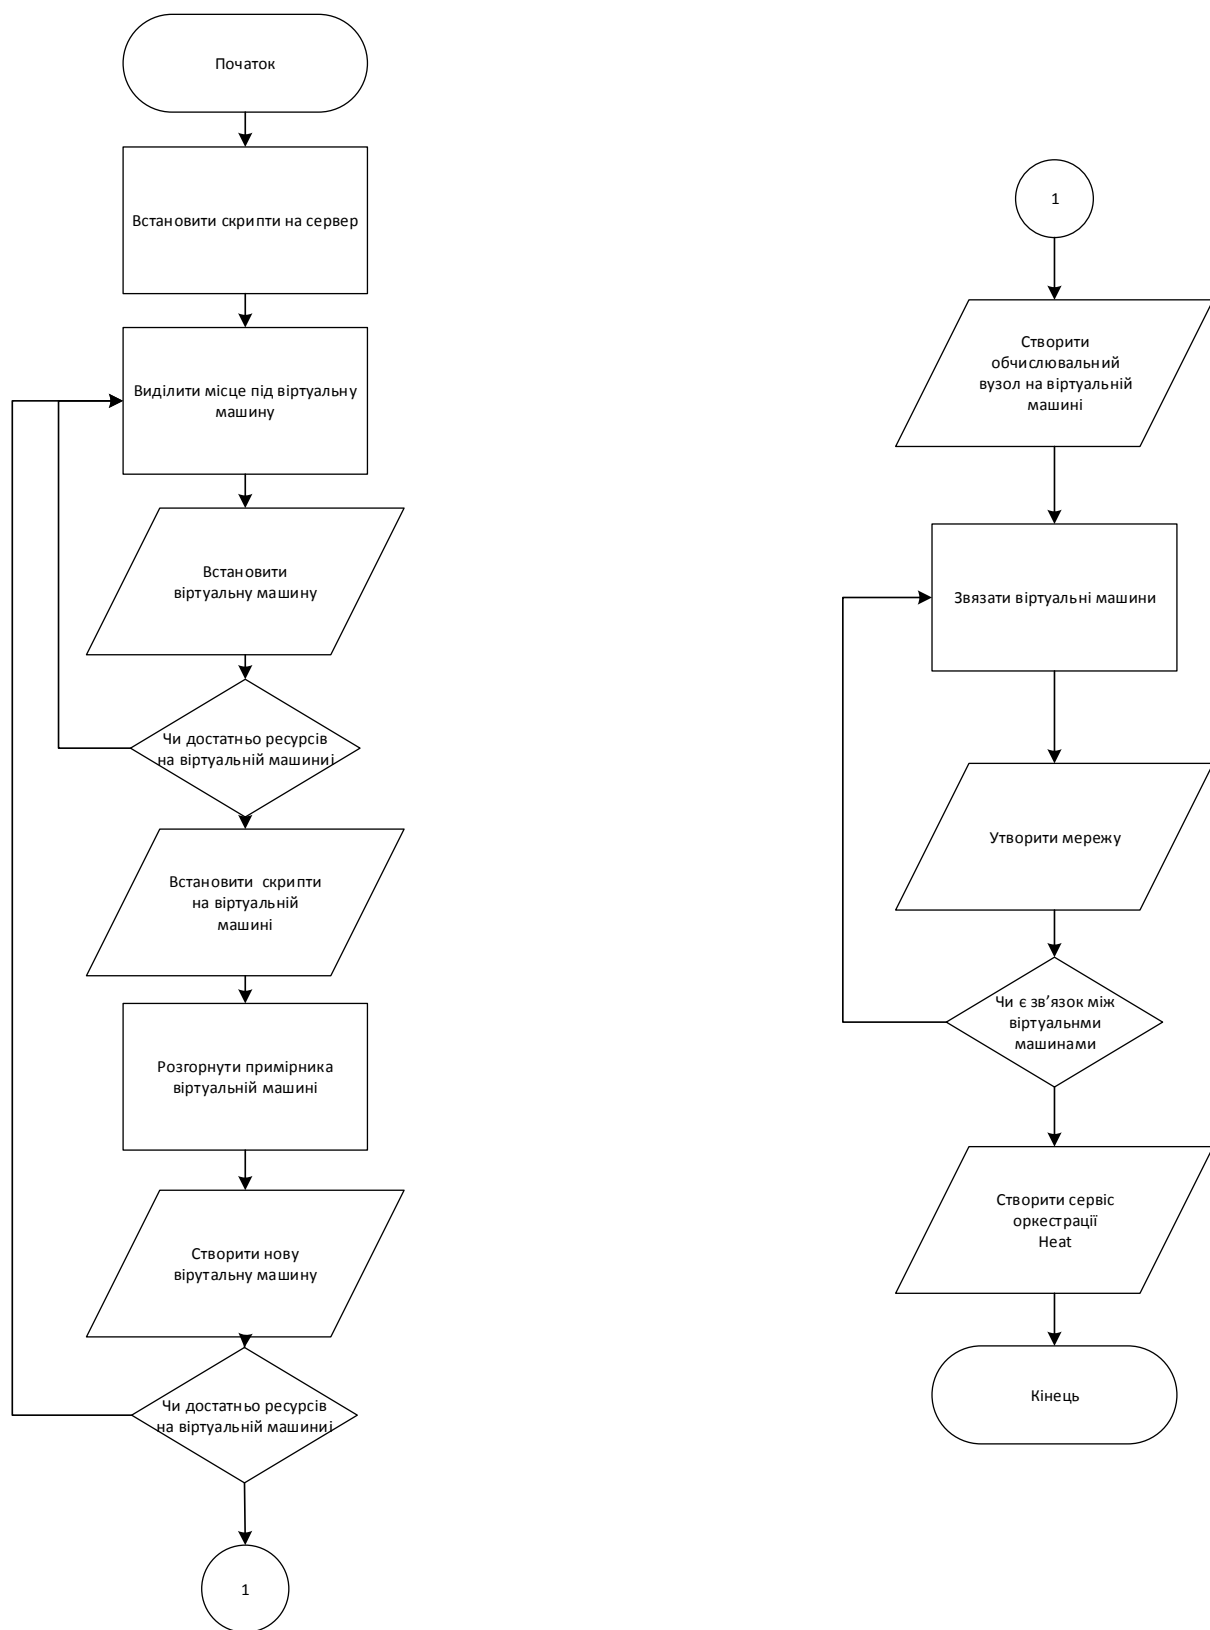 Початок
Встановити скрипти на сервер
Виділити місце під віртуальну
машину
Встановити
віртуальну машину
Чи достатньо ресурсів
на віртуальній машиниі
Встановити скрипти
на віртуальній
машині
Розгорнути примірника
віртуальній машині
Створити нову
вірутальну машину
Чи достатньо ресурсів
на віртуальній машиниі
1
1
Створити
обчислювальний
вузол на віртуальній
машині
Звязати віртуальні машини
Утворити мережу
Чи є зв’язок між
віртуальнми
машинами
Створити сервіс
оркестрації
Heat
Кінець